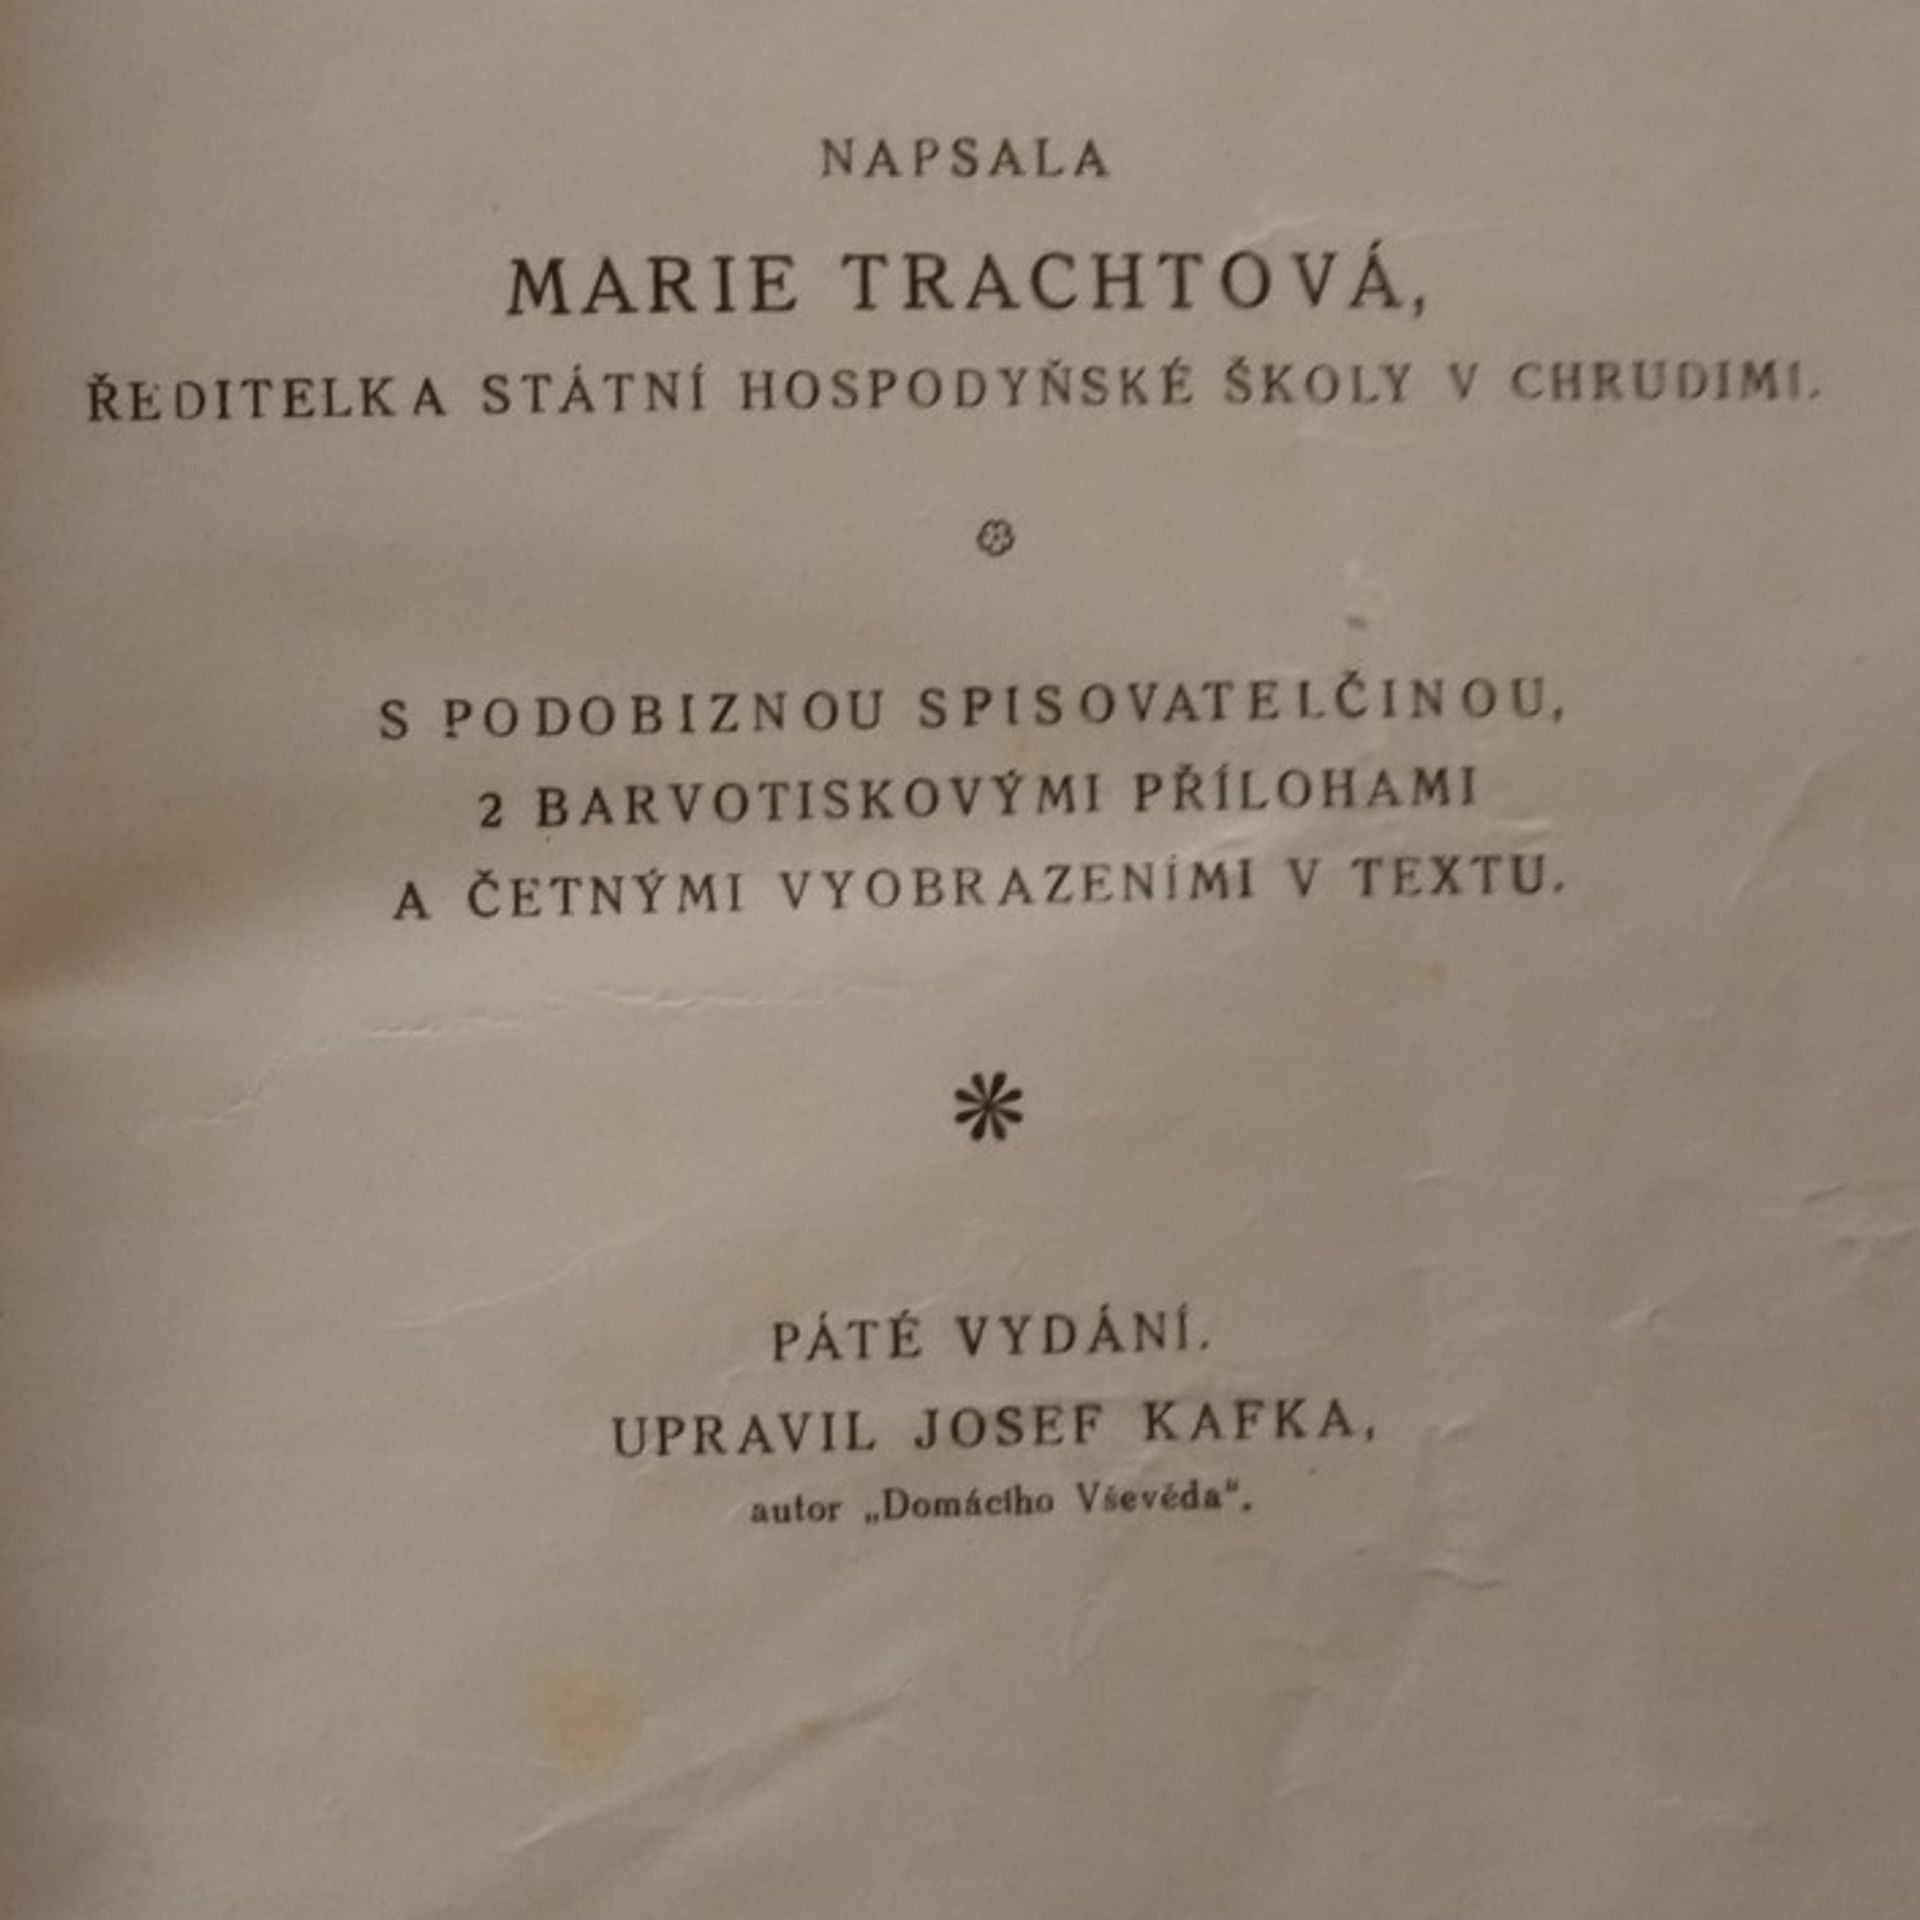 NAPSALA
MARIE TRACHTOVÁ,
ŘEDITELKA STÁTNÍ HOSPODYŇSKÉ ŠKOLY V CHRUDIMI.
S PODOBIZNOU SPISOVATELČINOU,
2 BARVOTISKOVÝMI PŘÍLOHAMI
A ČETNÝMI VYOBRAZENÍMI V TEXTU.
PÁTÉ VYDÁNÍ.
UPRAVIL JOSEF KAFKA,
autor „Domácího Vševěda“.